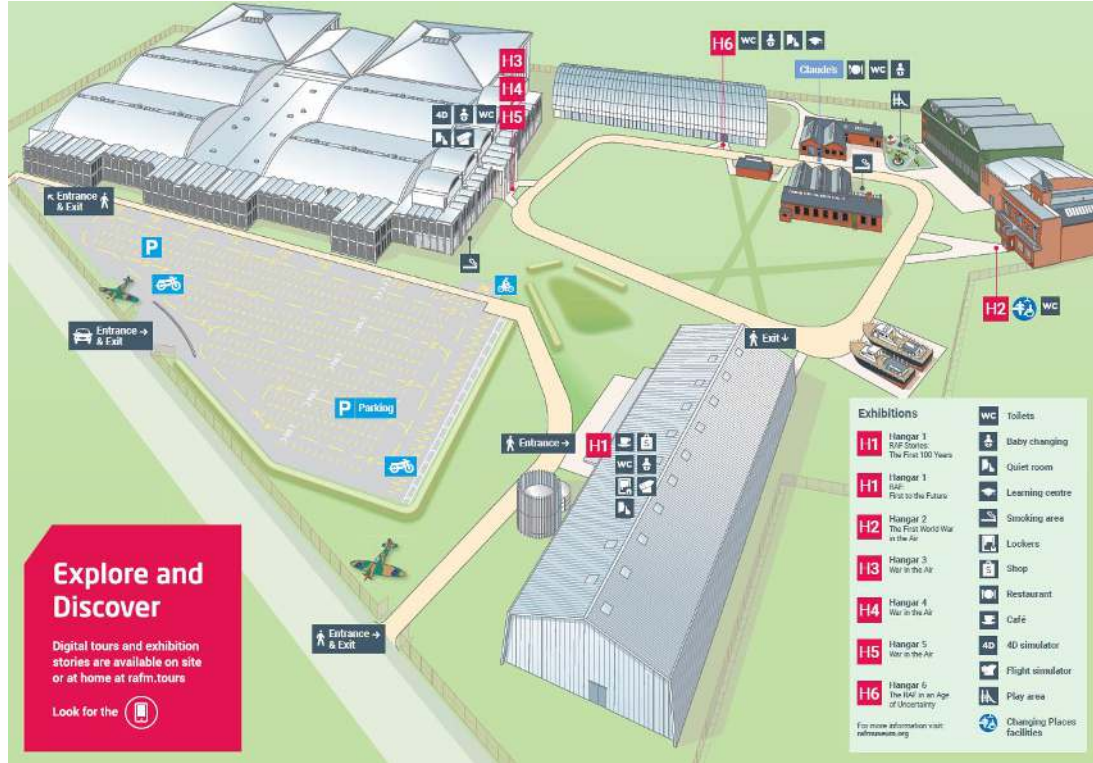 H3
H4
H5
4D
WC
H6
WC
Claude's
WC
Entrance
& Exit
P
Entrance
& Exit
P Parking
H2
WC
Exit
Entrance
H1
S
WC
Entrance
& Exit
Explore and
Discover
Digital tours and exhibition
stories are available on site
or at home at rafm.tours
Look for the
Exhibitions
H1
Hangar 1
RAF Stories:
The First 100 Years
H1
Hangar 1
RAF:
First to the Future
H2
Hangar 2
The First World War
in the Air
H3
Hangar 3
War in the Air
H4
Hangar 4
War in the Air
H5
Hangar 5
War in the Air
H6
Hangar 6
The RAF in an Age
of Uncertainty
For more information visit:
rafmuseum.org
WC Toilets
Baby changing
Quiet room
Learning centre
Smoking area
Lockers
S Shop
Restaurant
Café
4D 4D simulator
Flight simulator
Play area
Changing Places
facilities